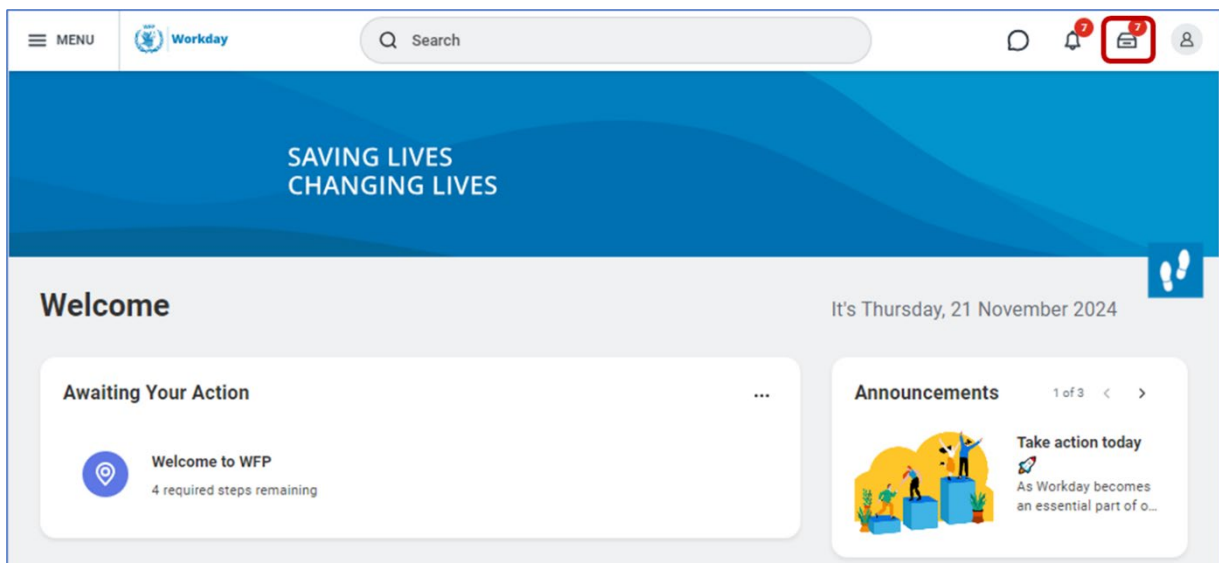 MENU
WFP
Workday
Search
7
7
SAVING LIVES
CHANGING LIVES
Welcome
It's Thursday, 21 November 2024
Awaiting Your Action
...
Welcome to WFP
4 required steps remaining
Announcements
1 of 3
Take action today
As Workday becomes
an essential part of o...